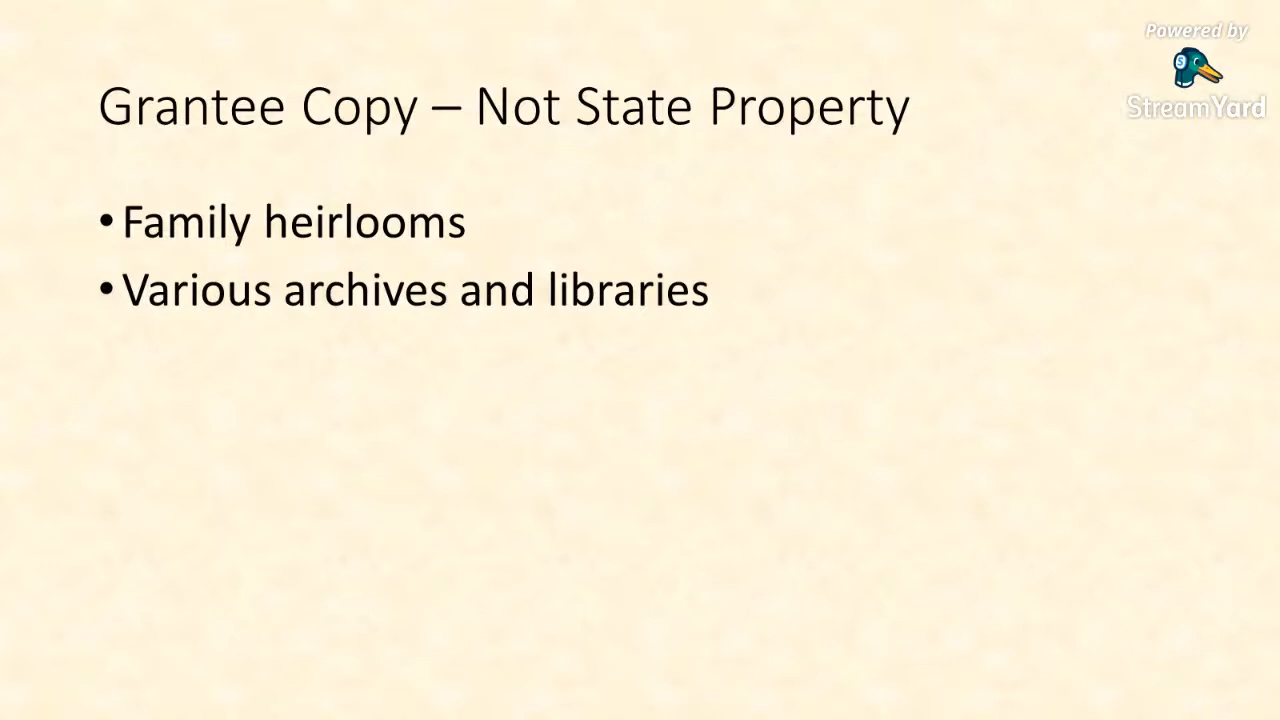 Powered by
StreamYard
Grantee Copy – Not State Property
• Family heirlooms
• Various archives and libraries